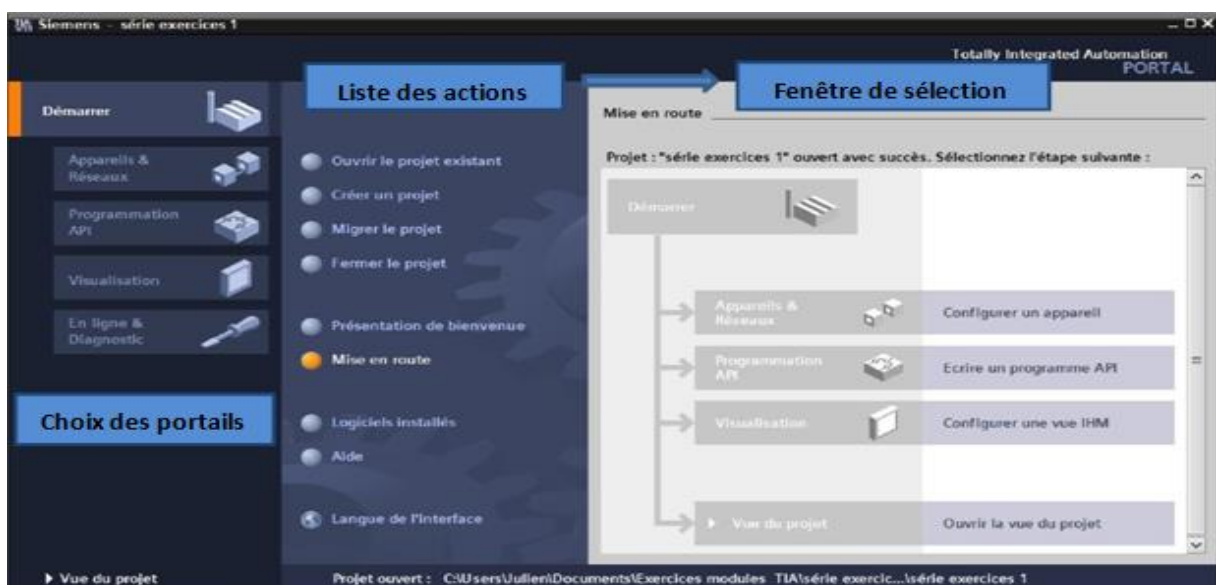 Siemens - série exercices 1
Totally Integrated Automation
PORTAL
Liste des actions
Fenêtre de sélection
Démarrer
Appareils &
Réseaux
Programmation
API
Visualisation
En ligne &
Diagnostic
Choix des portails
Vue du projet
Ouvrir le projet existant
Créer un projet
Migrer le projet
Fermer le projet
Présentation de bienvenue
Mise en route
Logiciels installés
Aide
Langue de l'interface
Mise en route
Projet : "série exercices 1" ouvert avec succès. Sélectionnez l'étape suivante :
Démarrer
Appareils &
Réseaux
Configurer un appareil
Programmation
API
Ecrire un programme API
Visualisation
Configurer une vue IHM
Vue du projet
Ouvrir la vue du projet
Projet ouvert : C:\Users\Julien\Documents\Exercices modules TIA\série exercic...\série exercices 1